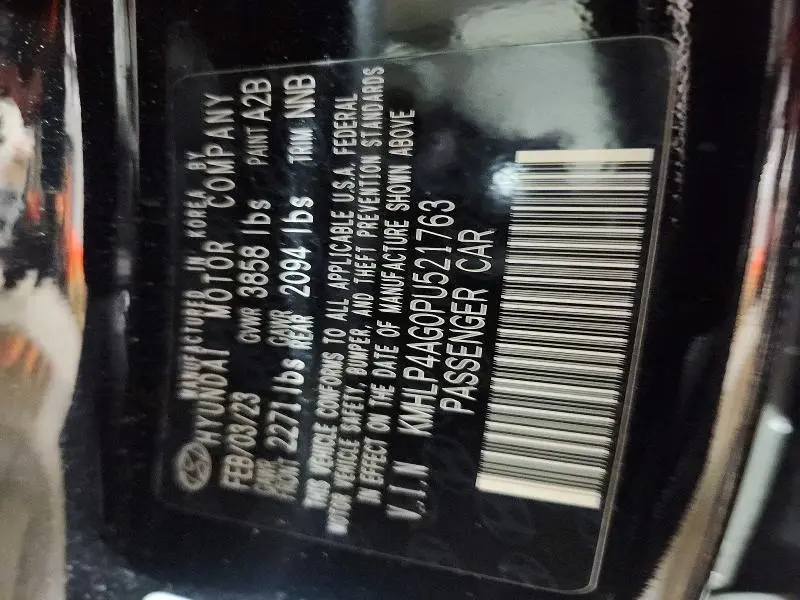 MANUFACTURED IN KOREA BY
HYUNDAI MOTOR COMPANY
FEB/03/23 GVWR 3858 lbs PAINT A2B
GAWR FRONT 2271lbs GAWR REAR 2094 lbs TRIM NNB
THIS VEHICLE CONFORMS TO ALL APPLICABLE U.S.A. FEDERAL
MOTOR VEHICLE SAFETY, BUMPER, AND THEFT PREVENTION STANDARDS
IN EFFECT ON THE DATE OF MANUFACTURE SHOWN ABOVE
V.I.N KMHLP4AG0PU521763
PASSENGER CAR